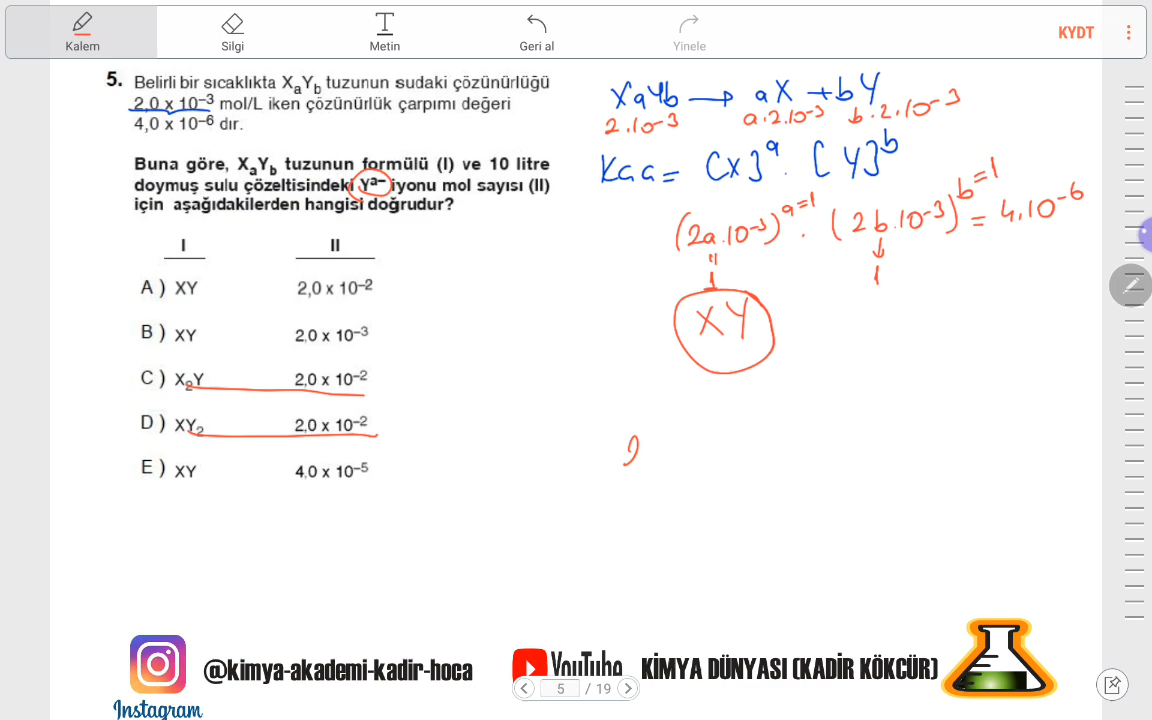 Kalem Silgi Metin Geri al Yinele KYDT
5. Belirli bir sıcaklıkta XaYb tuzunun sudaki çözünürlüğü
2,0 x 10–3 mol/L iken çözünürlük çarpımı değeri
4,0 x 10–6 dır.
Buna göre, XaYb tuzunun formülü (I) ve 10 litre
doymuş sulu çözeltisindeki Ya– iyonu mol sayısı (II)
için aşağıdakilerden hangisi doğrudur?
I II
A) XY 2,0 x 10–2
B) XY 2,0 x 10–3
C) X2Y 2,0 x 10–2
D) XY2 2,0 x 10–2
E) XY 4,0 x 10–5
XaYb → aX + bY
2.10-3 a.2.10-3 b.2.10-3
Kçç = [X]a . [Y]b
(2a.10-3)a=1 . (2b.10-3)b=1 = 4.10-6
" ↓
1 1
XY
@kimya-akademi-kadir-hoca
Instagram
YouTube KİMYA DÜNYASI (KADİR KÖKCÜR)
5 / 19